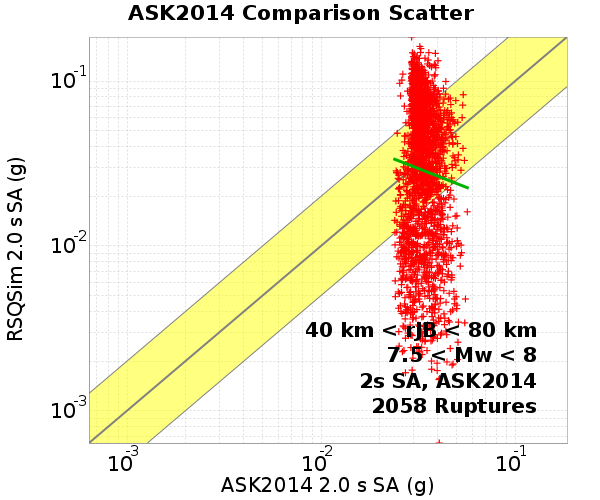 ASK2014 Comparison Scatter
RSQSim 2.0 s SA (g)
10-1
10-2
10-3
40 km < rJB < 80 km
7.5 < Mw < 8
2s SA, ASK2014
2058 Ruptures
10-3 10-2 10-1
ASK2014 2.0 s SA (g)